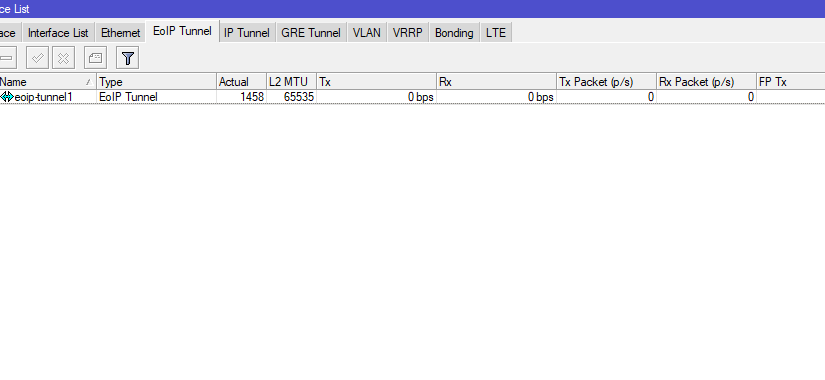 ce List
ace Interface List Ethernet EoIP Tunnel IP Tunnel GRE Tunnel VLAN VRRP Bonding LTE
Name Type Actual L2 MTU Tx Rx Tx Packet (p/s) Rx Packet (p/s) FP Tx
eoip-tunnel1 EoIP Tunnel 1458 65535 0 bps 0 bps 0 0